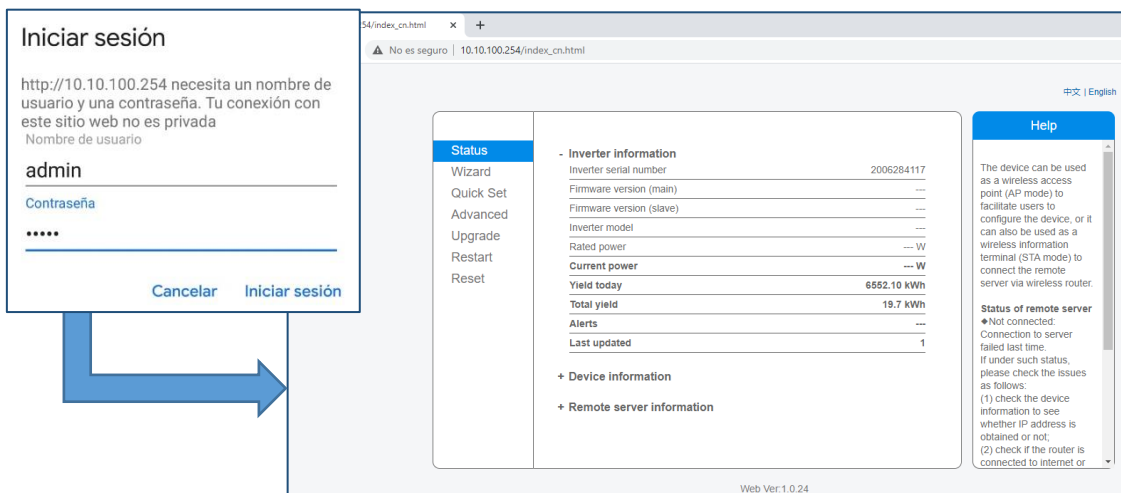 Iniciar sesión
http://10.10.100.254 necesita un nombre de
usuario y una contraseña. Tu conexión con
este sitio web no es privada
Nombre de usuario
admin
Contraseña
•••••
Cancelar Iniciar sesión
54/index_cn.html × +
No es seguro | 10.10.100.254/index_cn.html
中文 | English
Status
Wizard
Quick Set
Advanced
Upgrade
Restart
Reset
- Inverter information
Inverter serial number 2006284117
Firmware version (main) ---
Firmware version (slave) ---
Inverter model ---
Rated power --- W
Current power --- W
Yield today 6552.10 kWh
Total yield 19.7 kWh
Alerts ---
Last updated 1
+ Device information
+ Remote server information
Help
The device can be used
as a wireless access
point (AP mode) to
facilitate users to
configure the device, or it
can also be used as a
wireless information
terminal (STA mode) to
connect the remote
server via wireless router.
Status of remote server
◆Not connected:
Connection to server
failed last time.
If under such status,
please check the issues
as follows:
(1) check the device
information to see
whether IP address is
obtained or not;
(2) check if the router is
connected to internet or
Web Ver:1.0.24